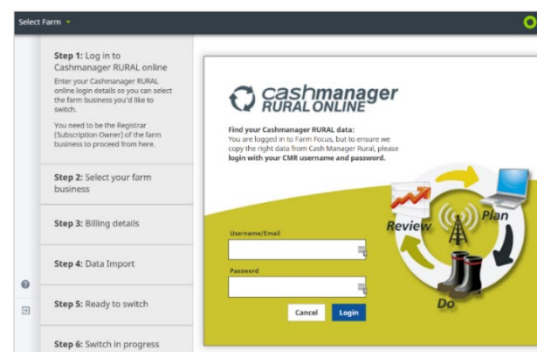 Select Farm
Step 1: Log in to
Cashmanager RURAL online
Enter your Cashmanager RURAL
online login details so you can select
the farm business you'd like to
switch.
You need to be the Registrar
(Subscription Owner) of the farm
business to proceed from here.
Step 2: Select your farm
business
Step 3: Billing details
Step 4: Data Import
Step 5: Ready to switch
Step 6: Switch in progress
cashmanager
RURAL ONLINE
Find your Cashmanager RURAL data:
You are logged in to Farm Focus, but to ensure we
copy the right data from Cash Manager Rural, please
login with your CMR username and password.
Review
Plan
Do
Username/Email
Password
Cancel
Login